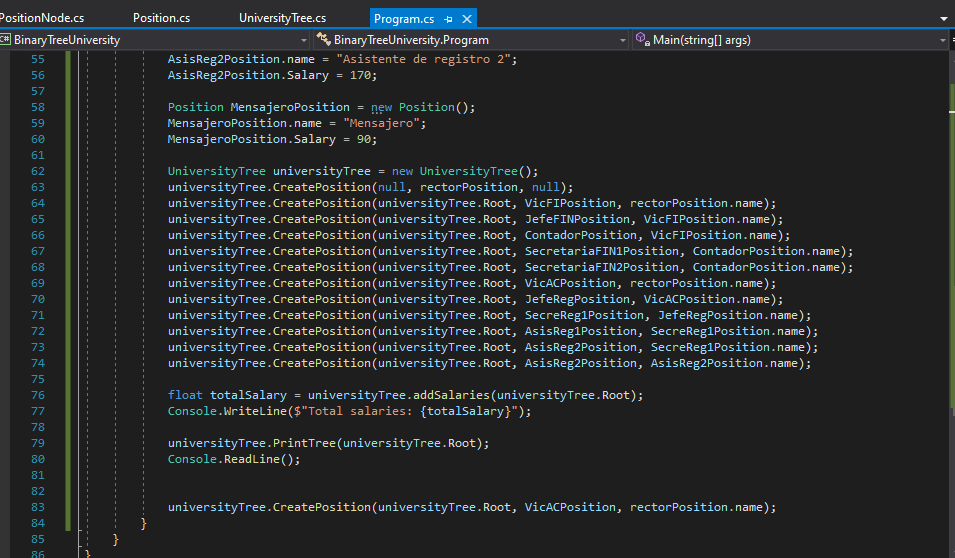 PositionNode.cs Position.cs UniversityTree.cs Program.cs
C# BinaryTreeUniversity BinaryTreeUniversity.Program Main(string[] args)
55 AsisReg2Position.name = "Asistente de registro 2";
56 AsisReg2Position.Salary = 170;
57
58 Position MensajeroPosition = new Position();
59 MensajeroPosition.name = "Mensajero";
60 MensajeroPosition.Salary = 90;
61
62 UniversityTree universityTree = new UniversityTree();
63 universityTree.CreatePosition(null, rectorPosition, null);
64 universityTree.CreatePosition(universityTree.Root, VicFIPosition, rectorPosition.name);
65 universityTree.CreatePosition(universityTree.Root, JefeFINPosition, VicFIPosition.name);
66 universityTree.CreatePosition(universityTree.Root, ContadorPosition, VicFIPosition.name);
67 universityTree.CreatePosition(universityTree.Root, SecretariaFIN1Position, ContadorPosition.name);
68 universityTree.CreatePosition(universityTree.Root, SecretariaFIN2Position, ContadorPosition.name);
69 universityTree.CreatePosition(universityTree.Root, VicACPosition, rectorPosition.name);
70 universityTree.CreatePosition(universityTree.Root, JefeRegPosition, VicACPosition.name);
71 universityTree.CreatePosition(universityTree.Root, SecreReg1Position, JefeRegPosition.name);
72 universityTree.CreatePosition(universityTree.Root, AsisReg1Position, SecreReg1Position.name);
73 universityTree.CreatePosition(universityTree.Root, AsisReg2Position, SecreReg1Position.name);
74 universityTree.CreatePosition(universityTree.Root, AsisReg2Position, AsisReg2Position.name);
75
76 float totalSalary = universityTree.addSalaries(universityTree.Root);
77 Console.WriteLine($"Total salaries: {totalSalary}");
78
79 universityTree.PrintTree(universityTree.Root);
80 Console.ReadLine();
81
82
83 universityTree.CreatePosition(universityTree.Root, VicACPosition, rectorPosition.name);
84 }
85 }
86 }